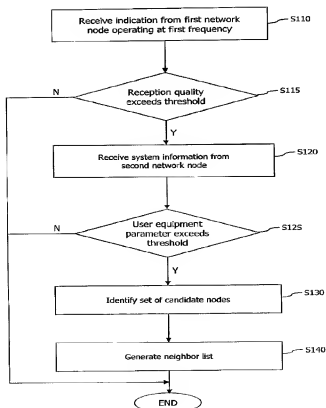 Receive indication from first network
node operating at first frequency
S110
N
Reception quality
exceeds threshold
S115
Y
Receive system information from
second network node
S120
N
User equipment
parameter exceeds
threshold
S125
Y
Identify set of candidate nodes
S130
Generate neighbor list
S140
END